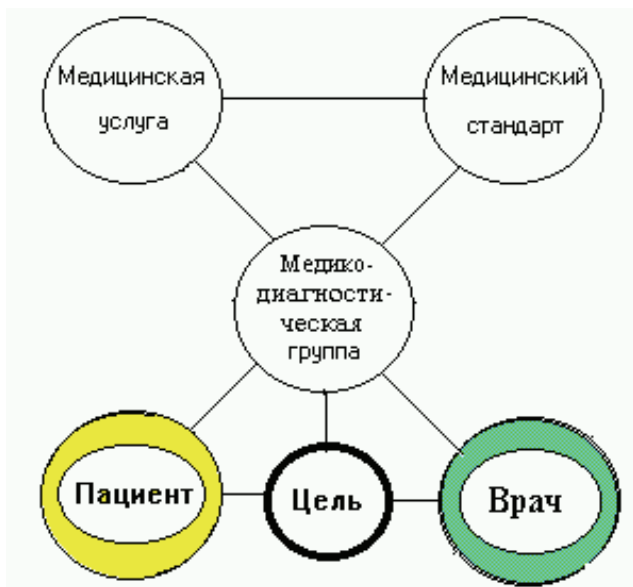 Медицинская
услуга
Медицинский
стандарт
Медико-
диагности-
ческая
группа
Пациент
Цель
Врач